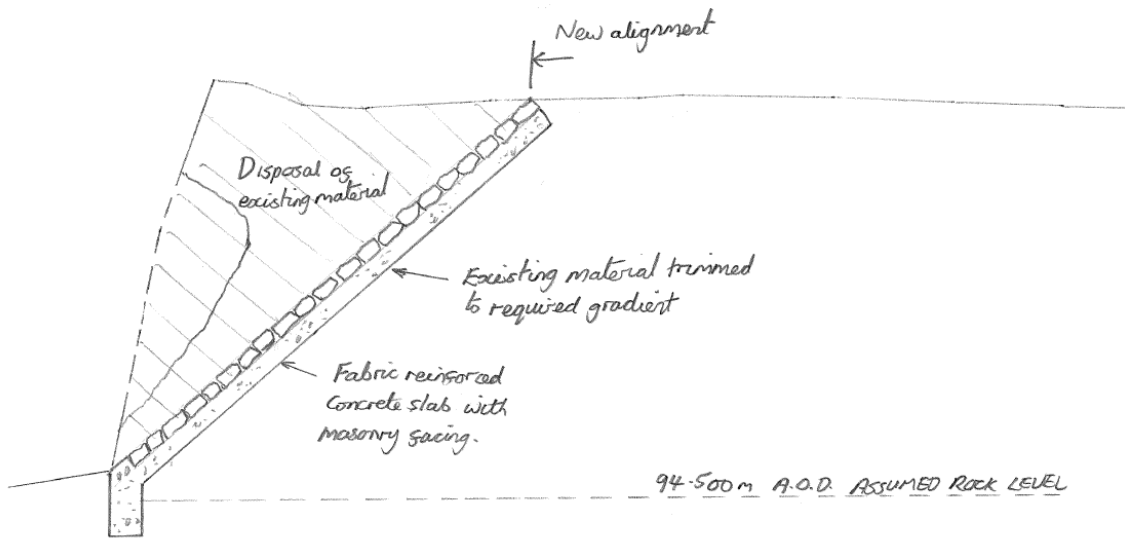 New alignment
Disposal of
existing material
Existing material trimmed
to required gradient
Fabric reinforced
Concrete slab with
masonry facing.
94.500m A.O.D. ASSUMED ROCK LEVEL